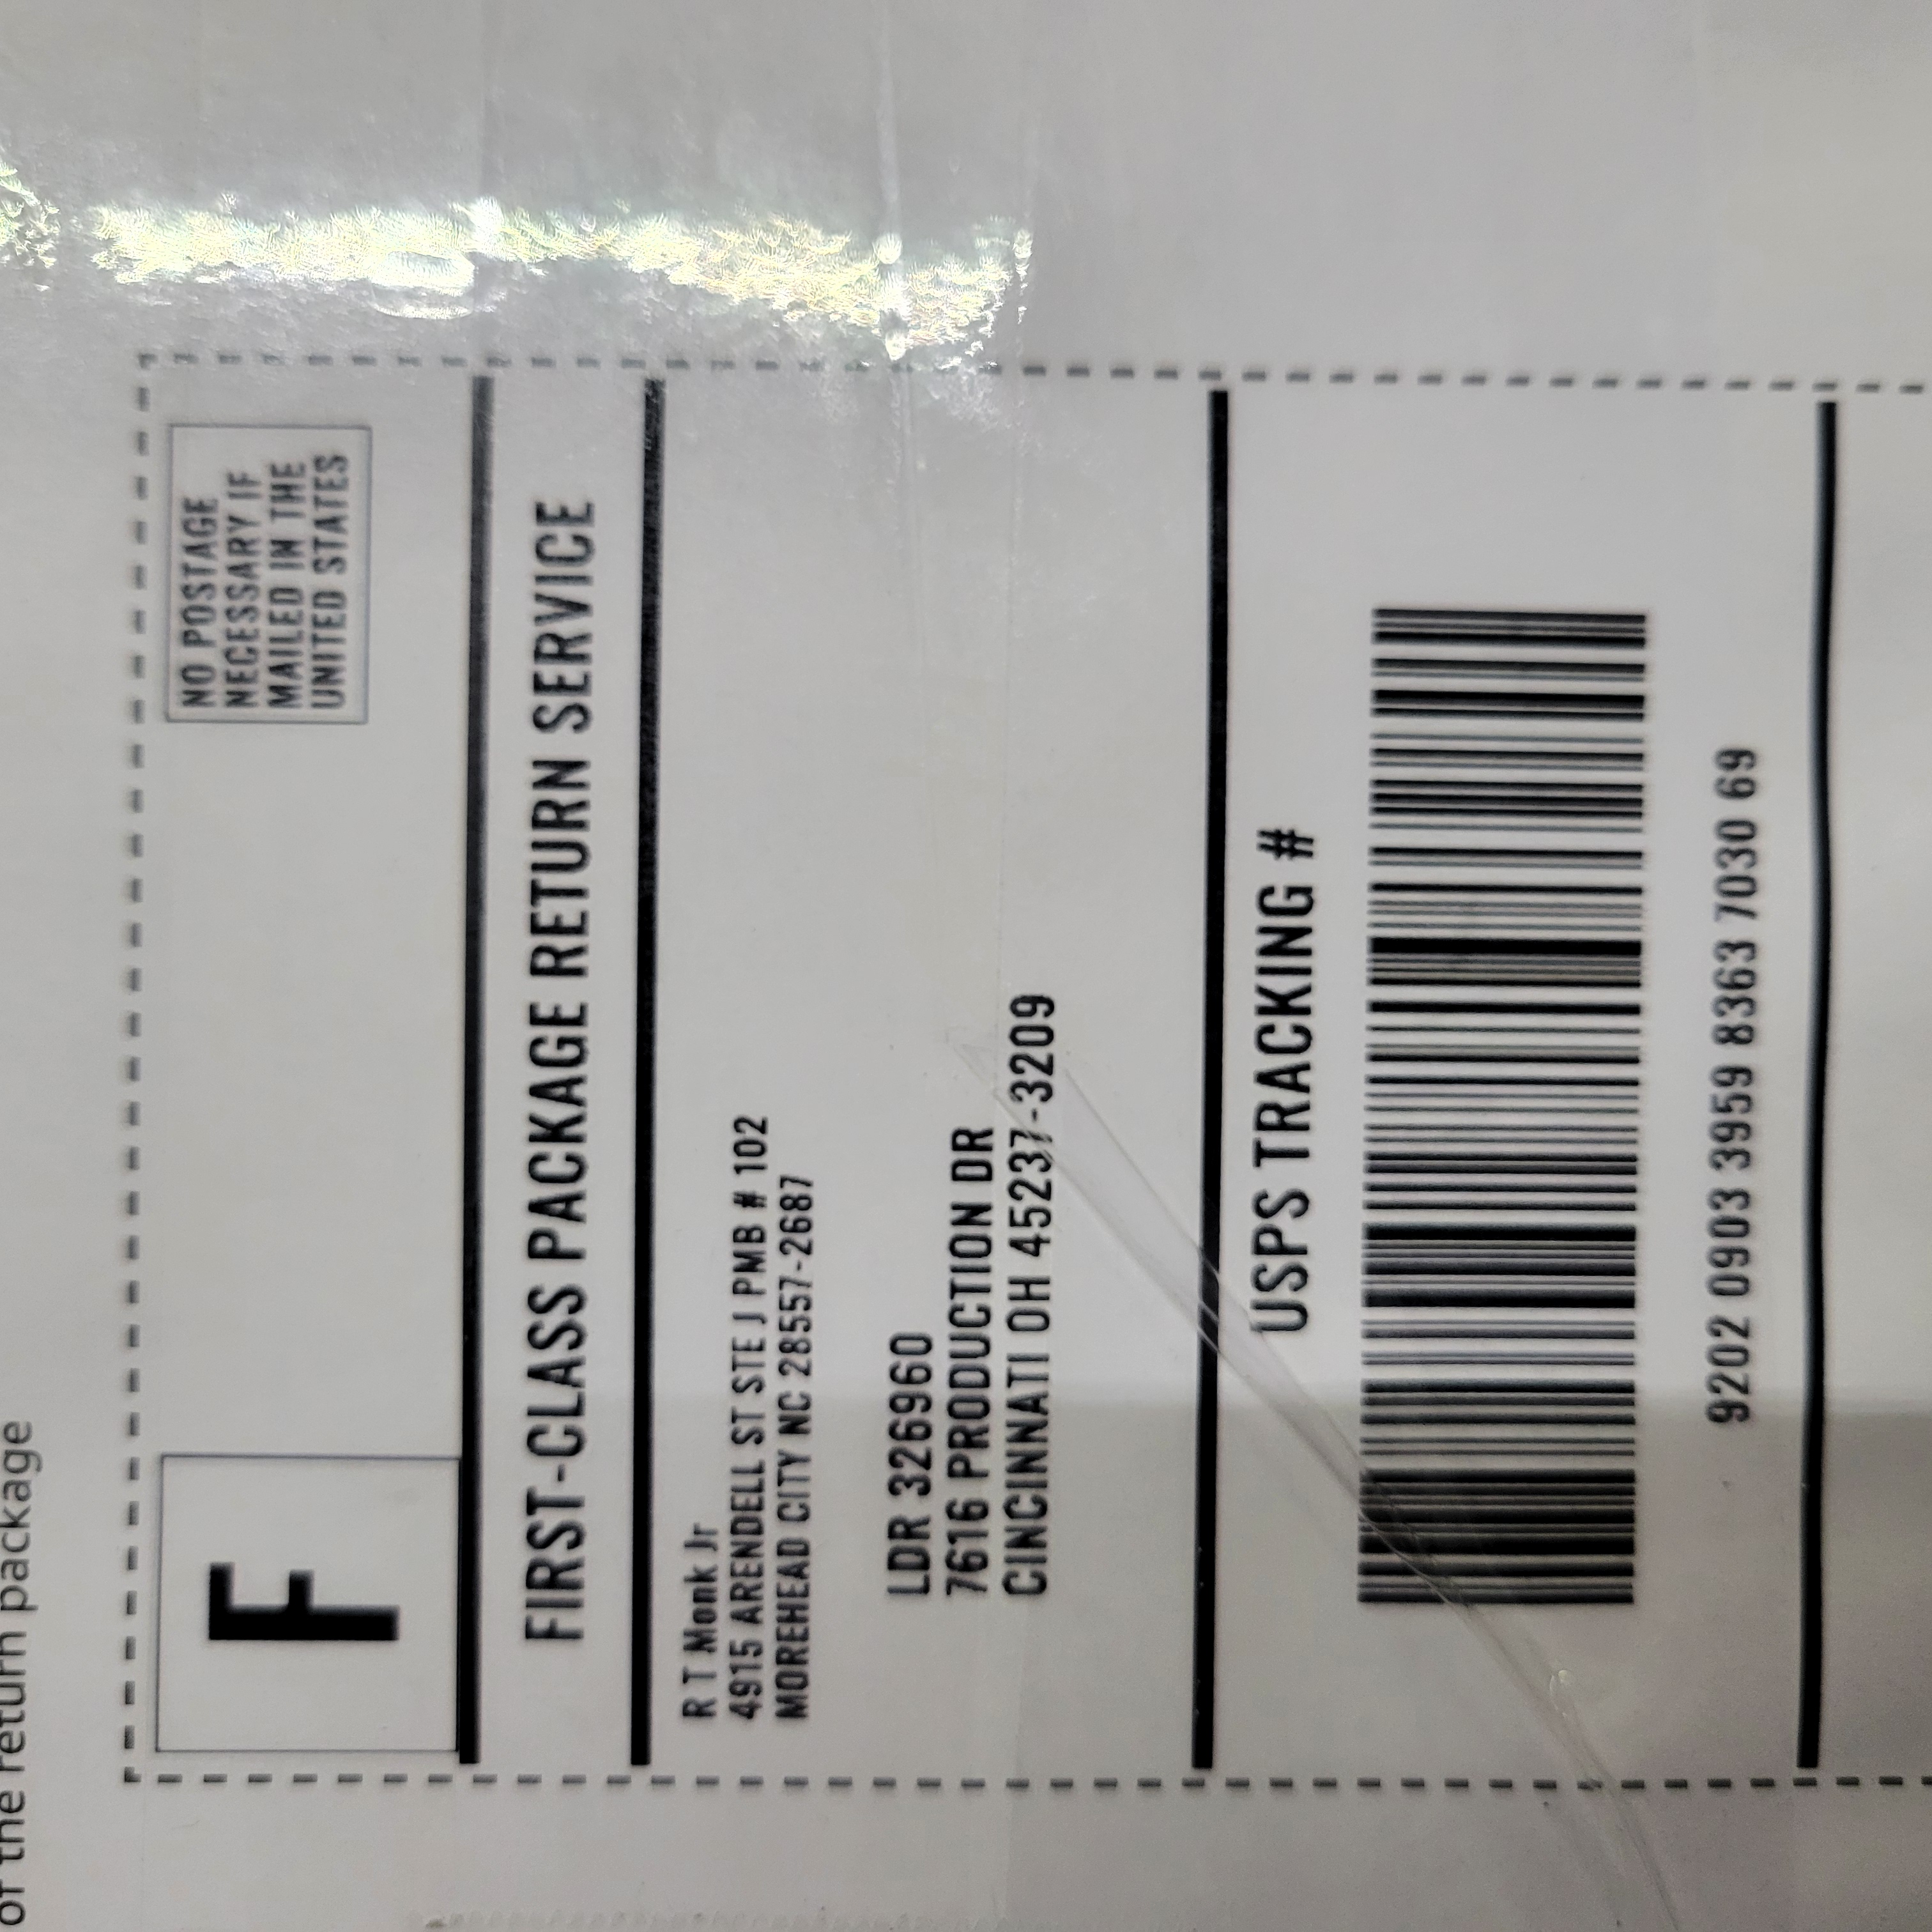 of the return package
F
NO POSTAGE
NECESSARY IF
MAILED IN THE
UNITED STATES
FIRST-CLASS PACKAGE RETURN SERVICE
R T Monk Jr
4915 ARENDELL ST STE J PMB # 102
MOREHEAD CITY NC 28557-2687
LDR 326960
7616 PRODUCTION DR
CINCINNATI OH 45237-3209
USPS TRACKING #
9202 0903 3959 8363 7030 69